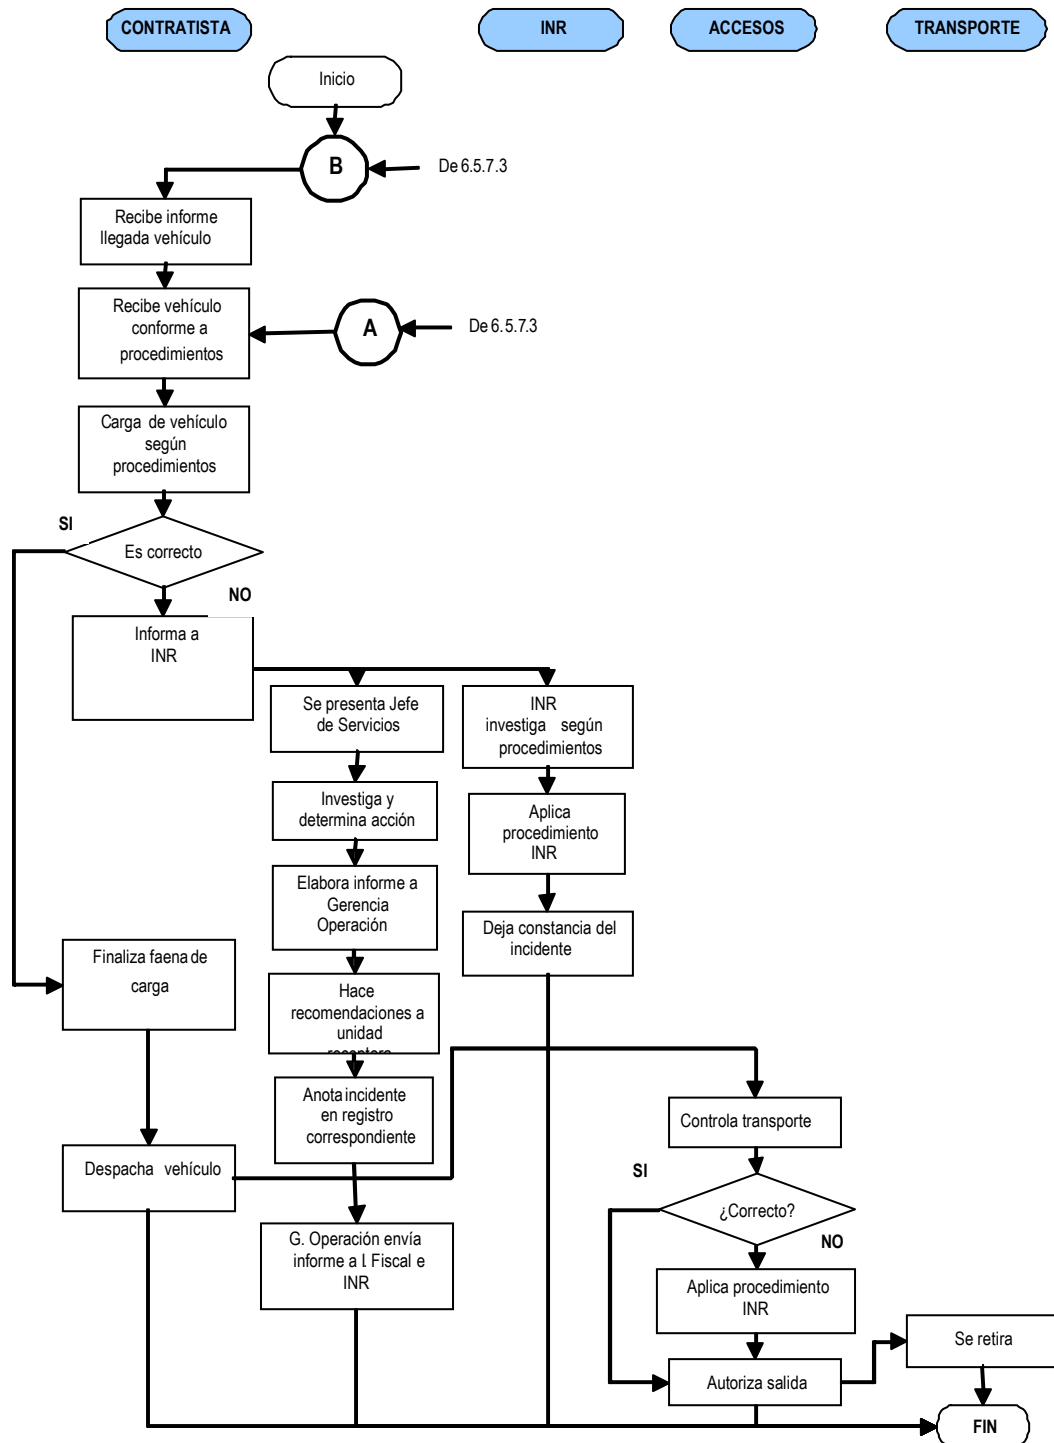 CONTRATISTA
INR
ACCESOS
TRANSPORTE
Inicio
B
De 6.5.7.3
Recibe informe
llegada vehículo
Recibe vehículo
conforme a
procedimientos
A
De 6.5.7.3
Carga de vehículo
según
procedimientos
SI
Es correcto
NO
Informa a
INR
Se presenta Jefe
de Servicios
INR
investiga según
procedimientos
Investiga y
determina acción
Aplica
procedimiento
INR
Elabora informe a
Gerencia
Operación
Deja constancia del
incidente
Finaliza faena de
carga
Hace
recomendaciones a
unidad
receptora
Anota incidente
en registro
correspondiente
Controla transporte
Despacha vehículo
SI
¿Correcto?
NO
G. Operación envía
informe a I. Fiscal e
INR
Aplica procedimiento
INR
Se retira
Autoriza salida
FIN